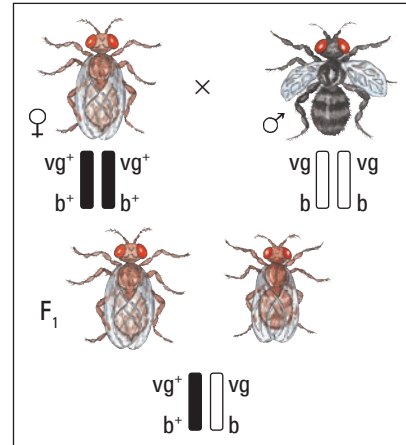 ♀ × ♂
vg⁺ vg⁺ vg vg
b⁺ b⁺ b b
F₁
vg⁺ vg
b⁺ b